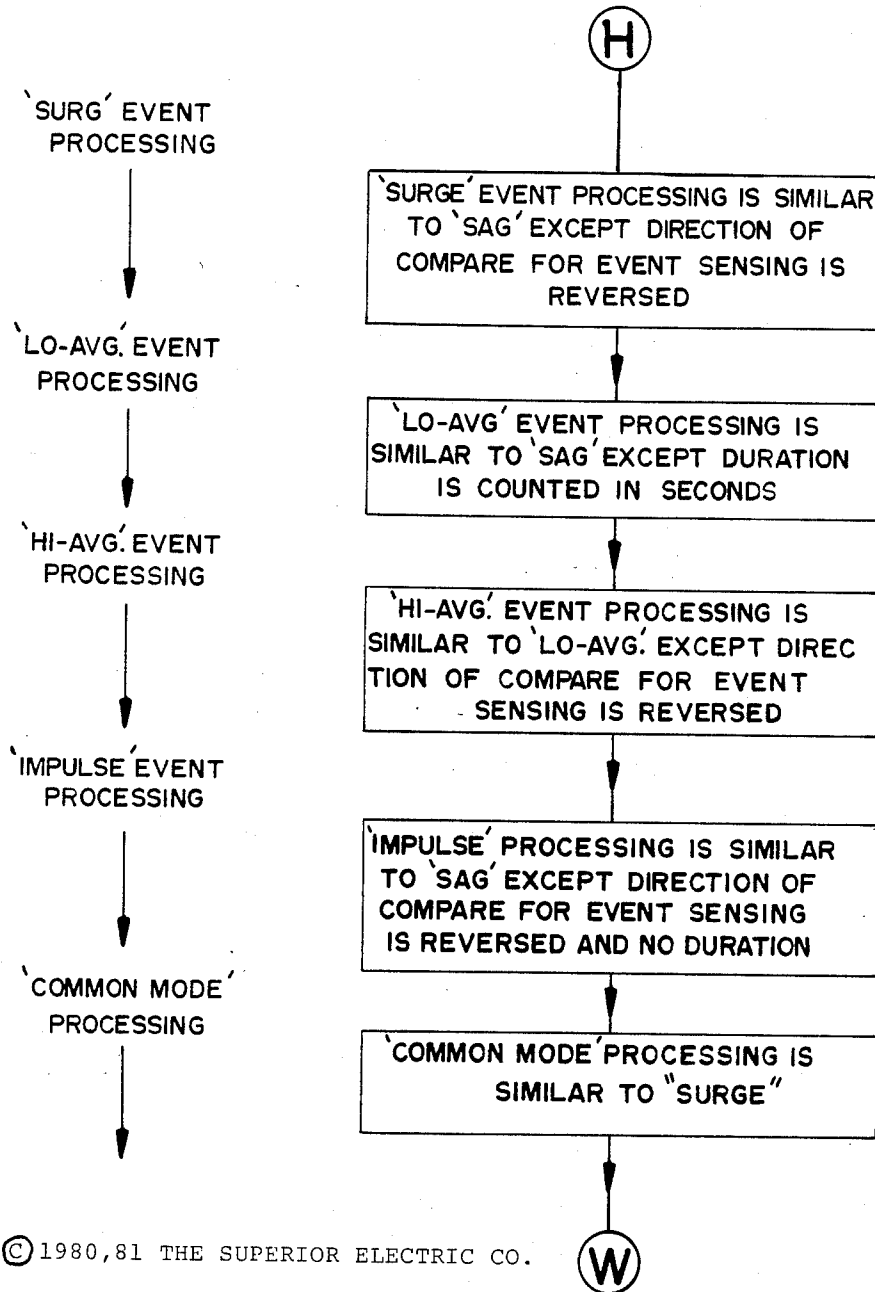 H
'SURG' EVENT
PROCESSING
'SURGE' EVENT PROCESSING IS SIMILAR
TO 'SAG' EXCEPT DIRECTION OF
COMPARE FOR EVENT SENSING IS
REVERSED
'LO-AVG.' EVENT
PROCESSING
'LO-AVG' EVENT PROCESSING IS
SIMILAR TO 'SAG' EXCEPT DURATION
IS COUNTED IN SECONDS
'HI-AVG.' EVENT
PROCESSING
'HI-AVG.' EVENT PROCESSING IS
SIMILAR TO 'LO-AVG.' EXCEPT DIREC
TION OF COMPARE FOR EVENT
SENSING IS REVERSED
'IMPULSE' EVENT
PROCESSING
'IMPULSE' PROCESSING IS SIMILAR
TO 'SAG' EXCEPT DIRECTION OF
COMPARE FOR EVENT SENSING
IS REVERSED AND NO DURATION
'COMMON MODE'
PROCESSING
'COMMON MODE' PROCESSING IS
SIMILAR TO "SURGE"
© 1980,81 THE SUPERIOR ELECTRIC CO.
W